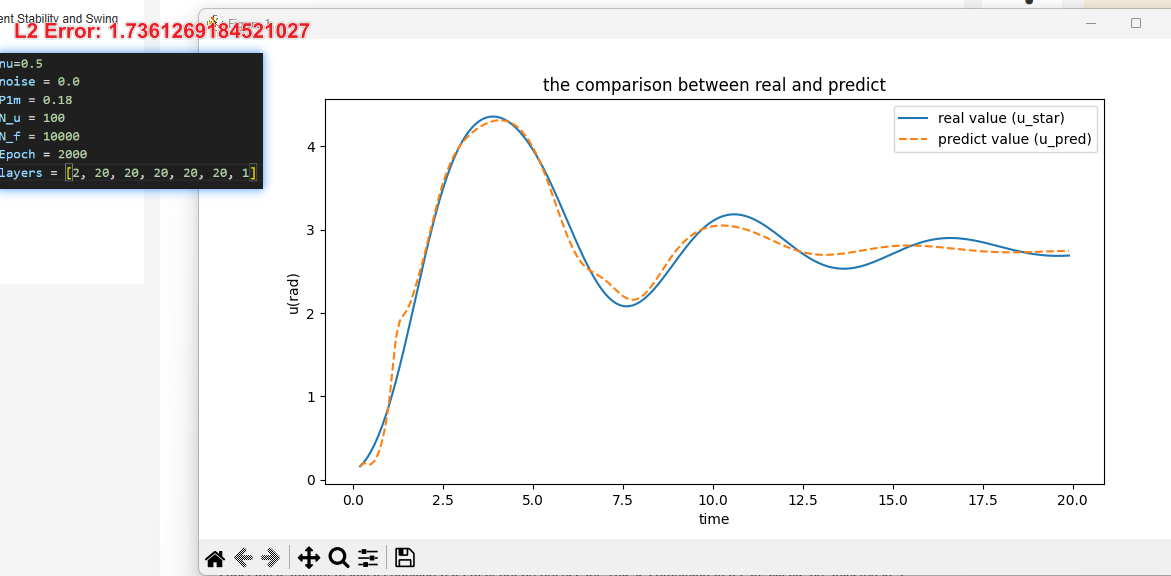 ent Stability and Swing
L2 Error: 1.7361269184521027
Figure 1
nu=0.5
noise = 0.0
P1m = 0.18
N_u = 100
N_f = 10000
Epoch = 2000
layers = [2, 20, 20, 20, 20, 20, 1]
the comparison between real and predict
real value (u_star)
predict value (u_pred)
u(rad)
4
3
2
1
0
0.0 2.5 5.0 7.5 10.0 12.5 15.0 17.5 20.0
time